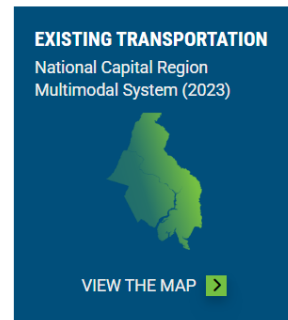 EXISTING TRANSPORTATION
National Capital Region
Multimodal System (2023)
VIEW THE MAP